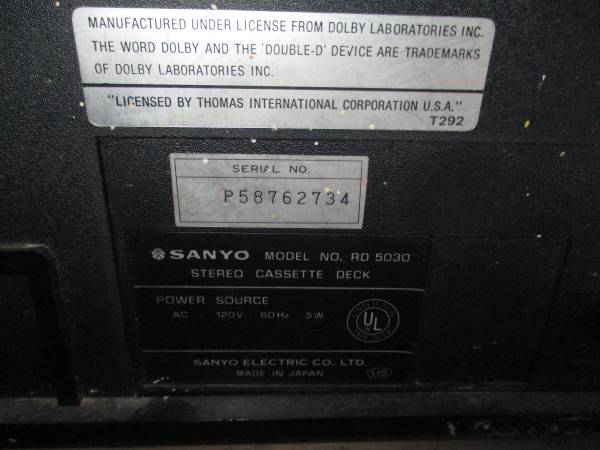 MANUFACTURED UNDER LICENSE FROM DOLBY LABORATORIES INC.
THE WORD DOLBY AND THE 'DOUBLE-D' DEVICE ARE TRADEMARKS
OF DOLBY LABORATORIES INC.
"LICENSED BY THOMAS INTERNATIONAL CORPORATION U.S.A."
T292
SERIAL NO.
P58762734
SANYO MODEL NO. RD 5030
STEREO CASSETTE DECK
POWER SOURCE
AC : 120V 60Hz 5W
UL
SANYO ELECTRIC CO., LTD.
MADE IN JAPAN
US